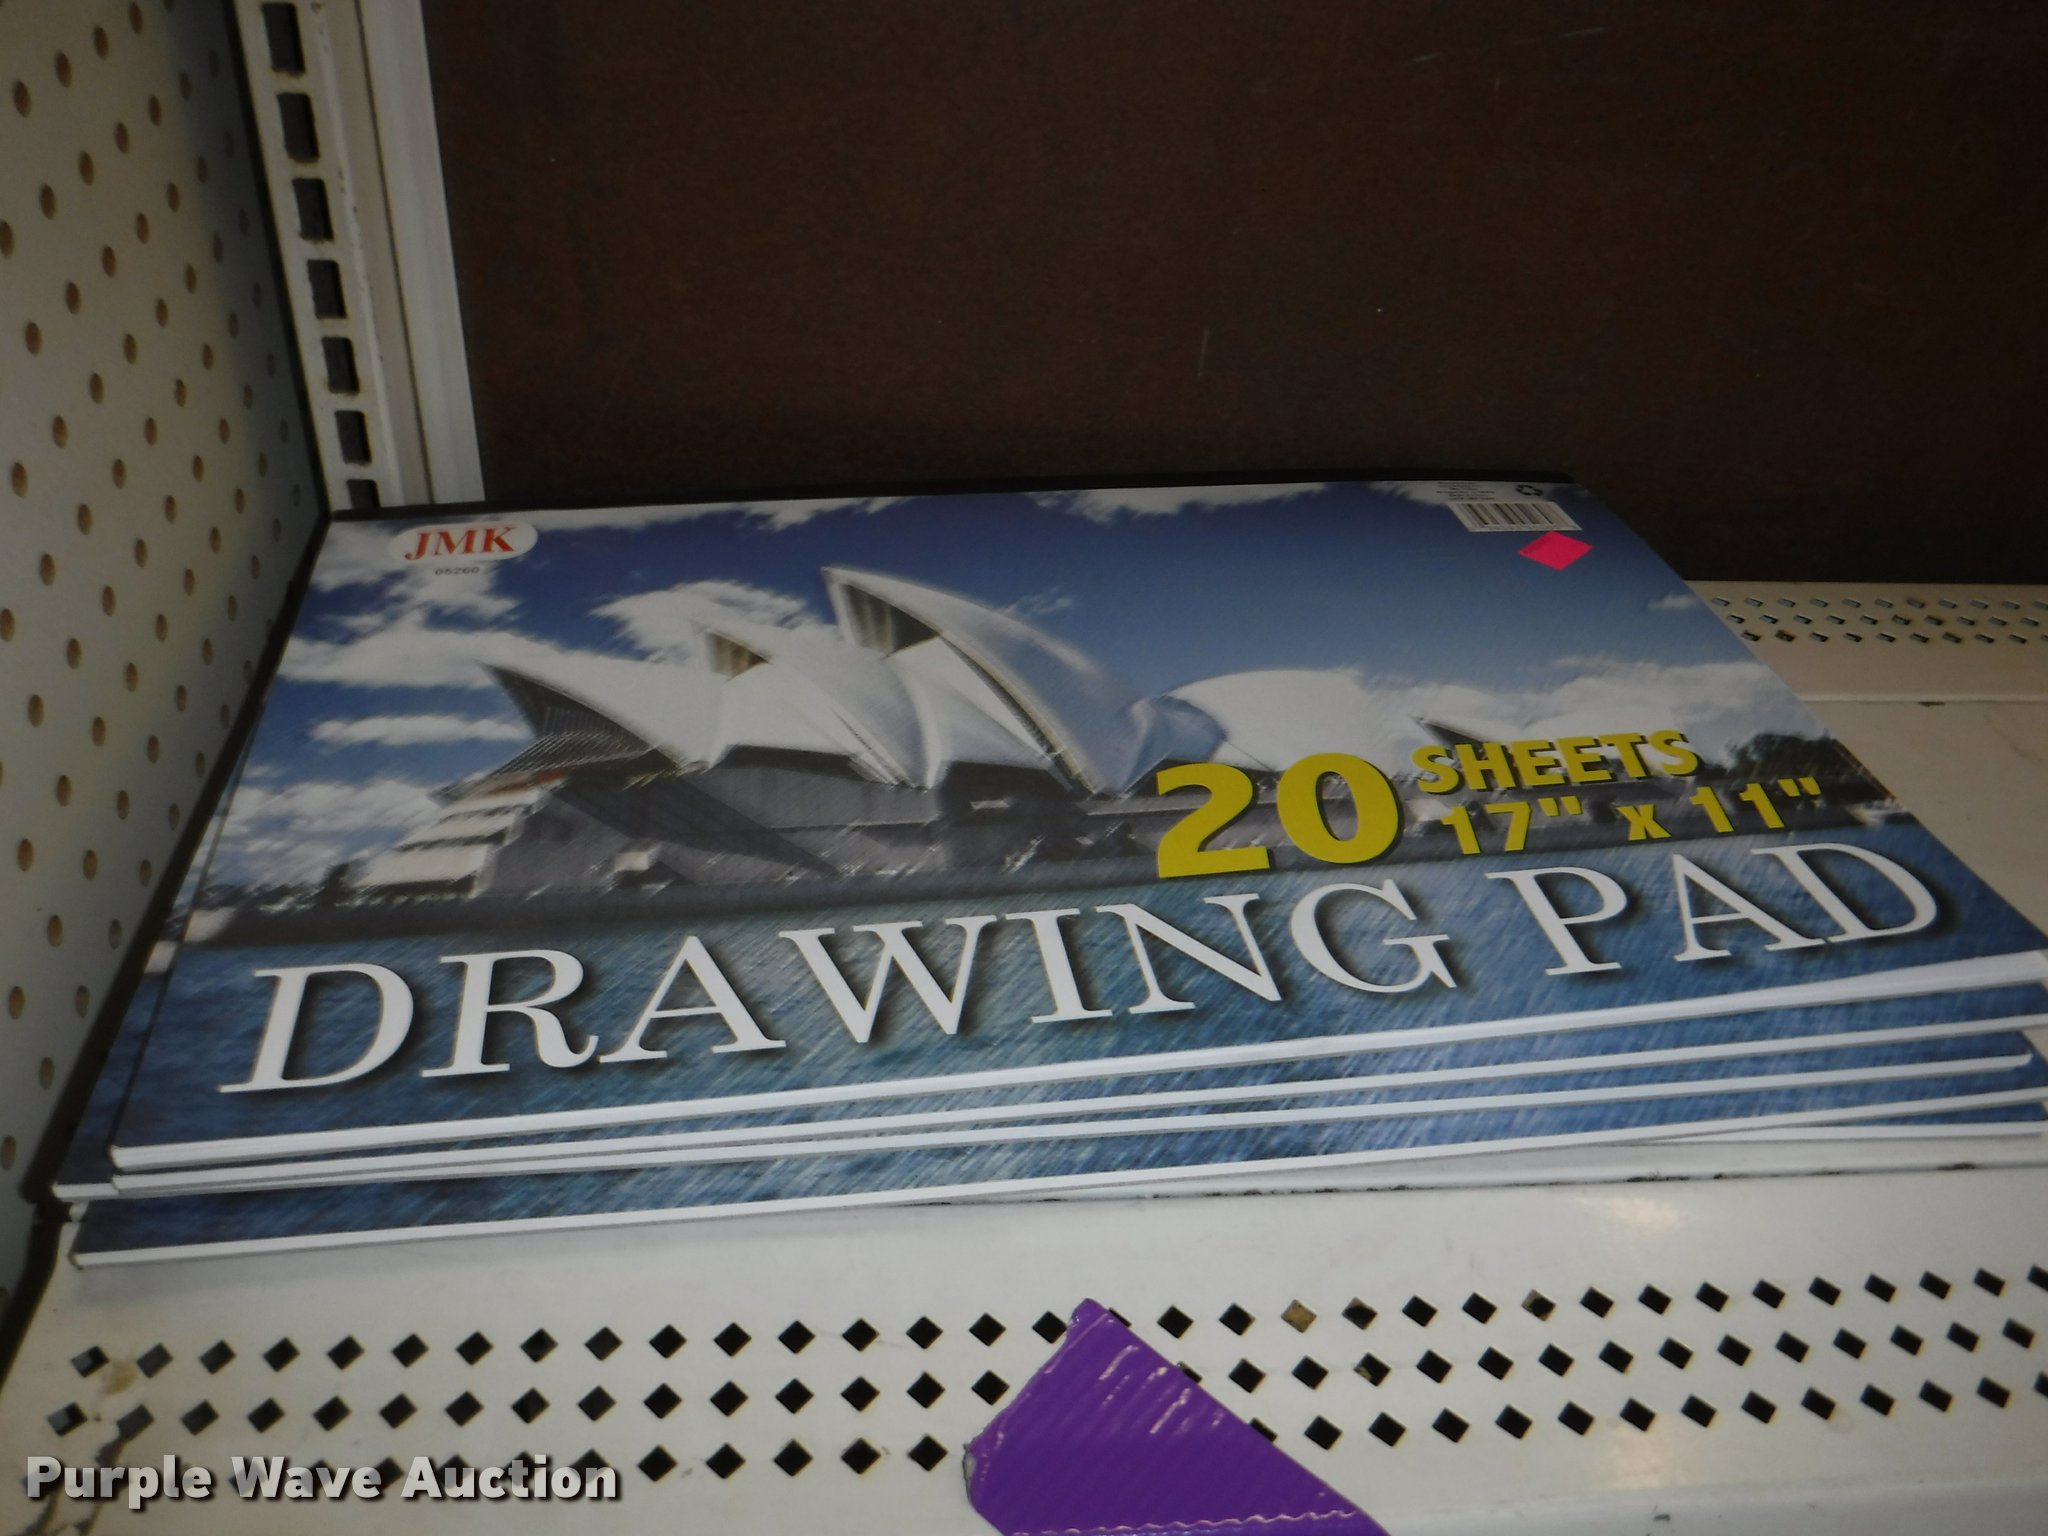 JMK
05260
20 SHEETS
17" x 11"
DRAWING PAD
Purple Wave Auction